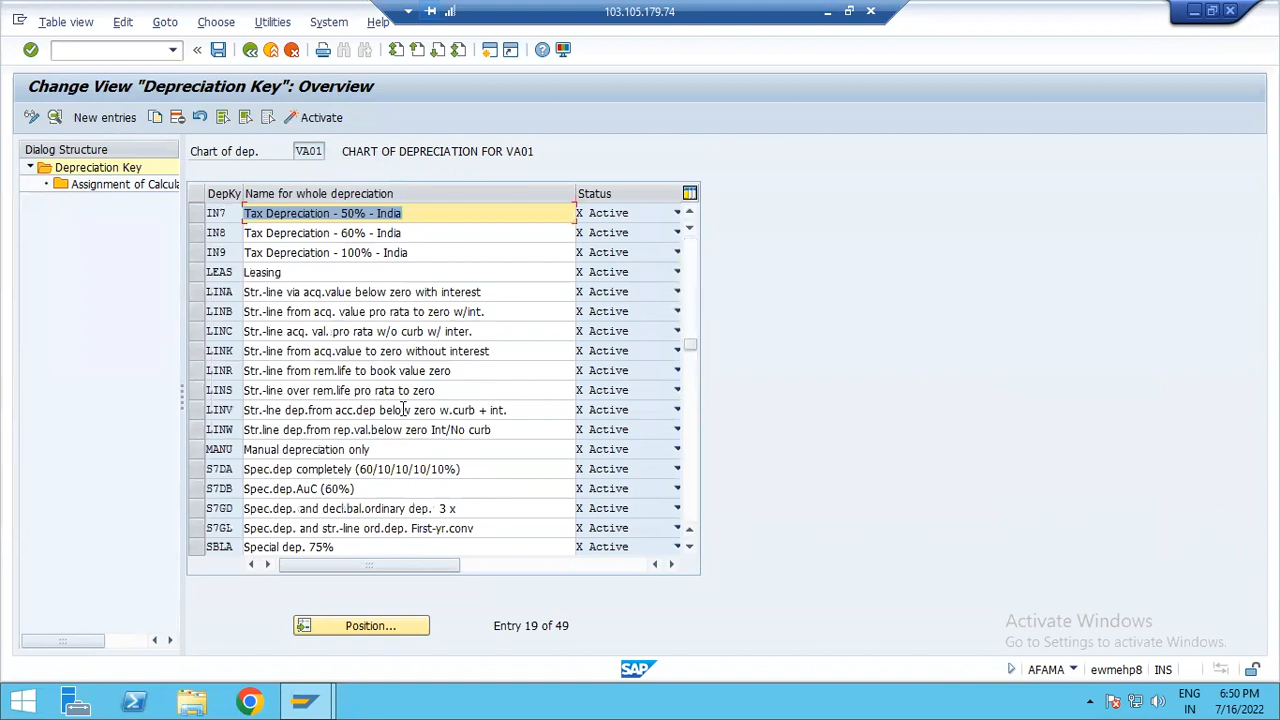 Table view Edit Goto Choose Utilities System Help
103.105.179.74
Change View "Depreciation Key": Overview
New entries
Activate
Dialog Structure
Depreciation Key
Assignment of Calcula
Chart of dep. VA01 CHART OF DEPRECIATION FOR VA01
DepKy Name for whole depreciation Status
IN7 Tax Depreciation - 50% - India X Active
IN8 Tax Depreciation - 60% - India X Active
IN9 Tax Depreciation - 100% - India X Active
LEAS Leasing X Active
LINA Str.-line via acq.value below zero with interest X Active
LINB Str.-line from acq. value pro rata to zero w/int. X Active
LINC Str.-line acq. val. pro rata w/o curb w/ inter. X Active
LINK Str.-line from acq.value to zero without interest X Active
LINR Str.-line from rem.life to book value zero X Active
LINS Str.-line over rem.life pro rata to zero X Active
LINV Str.-lne dep.from acc.dep below zero w.curb + int. X Active
LINW Str.line dep.from rep.val.below zero Int/No curb X Active
MANU Manual depreciation only X Active
S7DA Spec.dep completely (60/10/10/10/10%) X Active
S7DB Spec.dep.AuC (60%) X Active
S7GD Spec.dep. and decl.bal.ordinary dep. 3 x X Active
S7GL Spec.dep. and str.-line ord.dep. First-yr.conv X Active
SBLA Special dep. 75% X Active
Position...
Entry 19 of 49
Activate Windows
Go to Settings to activate Windows.
SAP
AFAMA ewmehp8 INS
ENG
IN
6:50 PM
7/16/2022